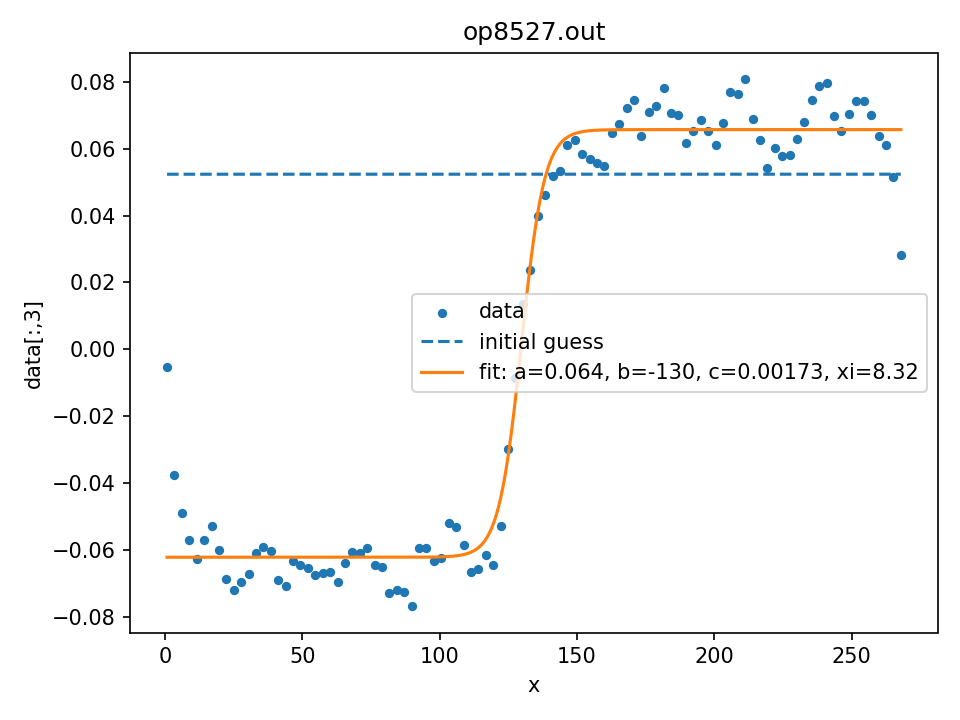 op8527.out
0.08
0.06
0.04
0.02
0.00
−0.02
−0.04
−0.06
−0.08
data[:,3]
data
initial guess
fit: a=0.064, b=-130, c=0.00173, xi=8.32
0 50 100 150 200 250
x